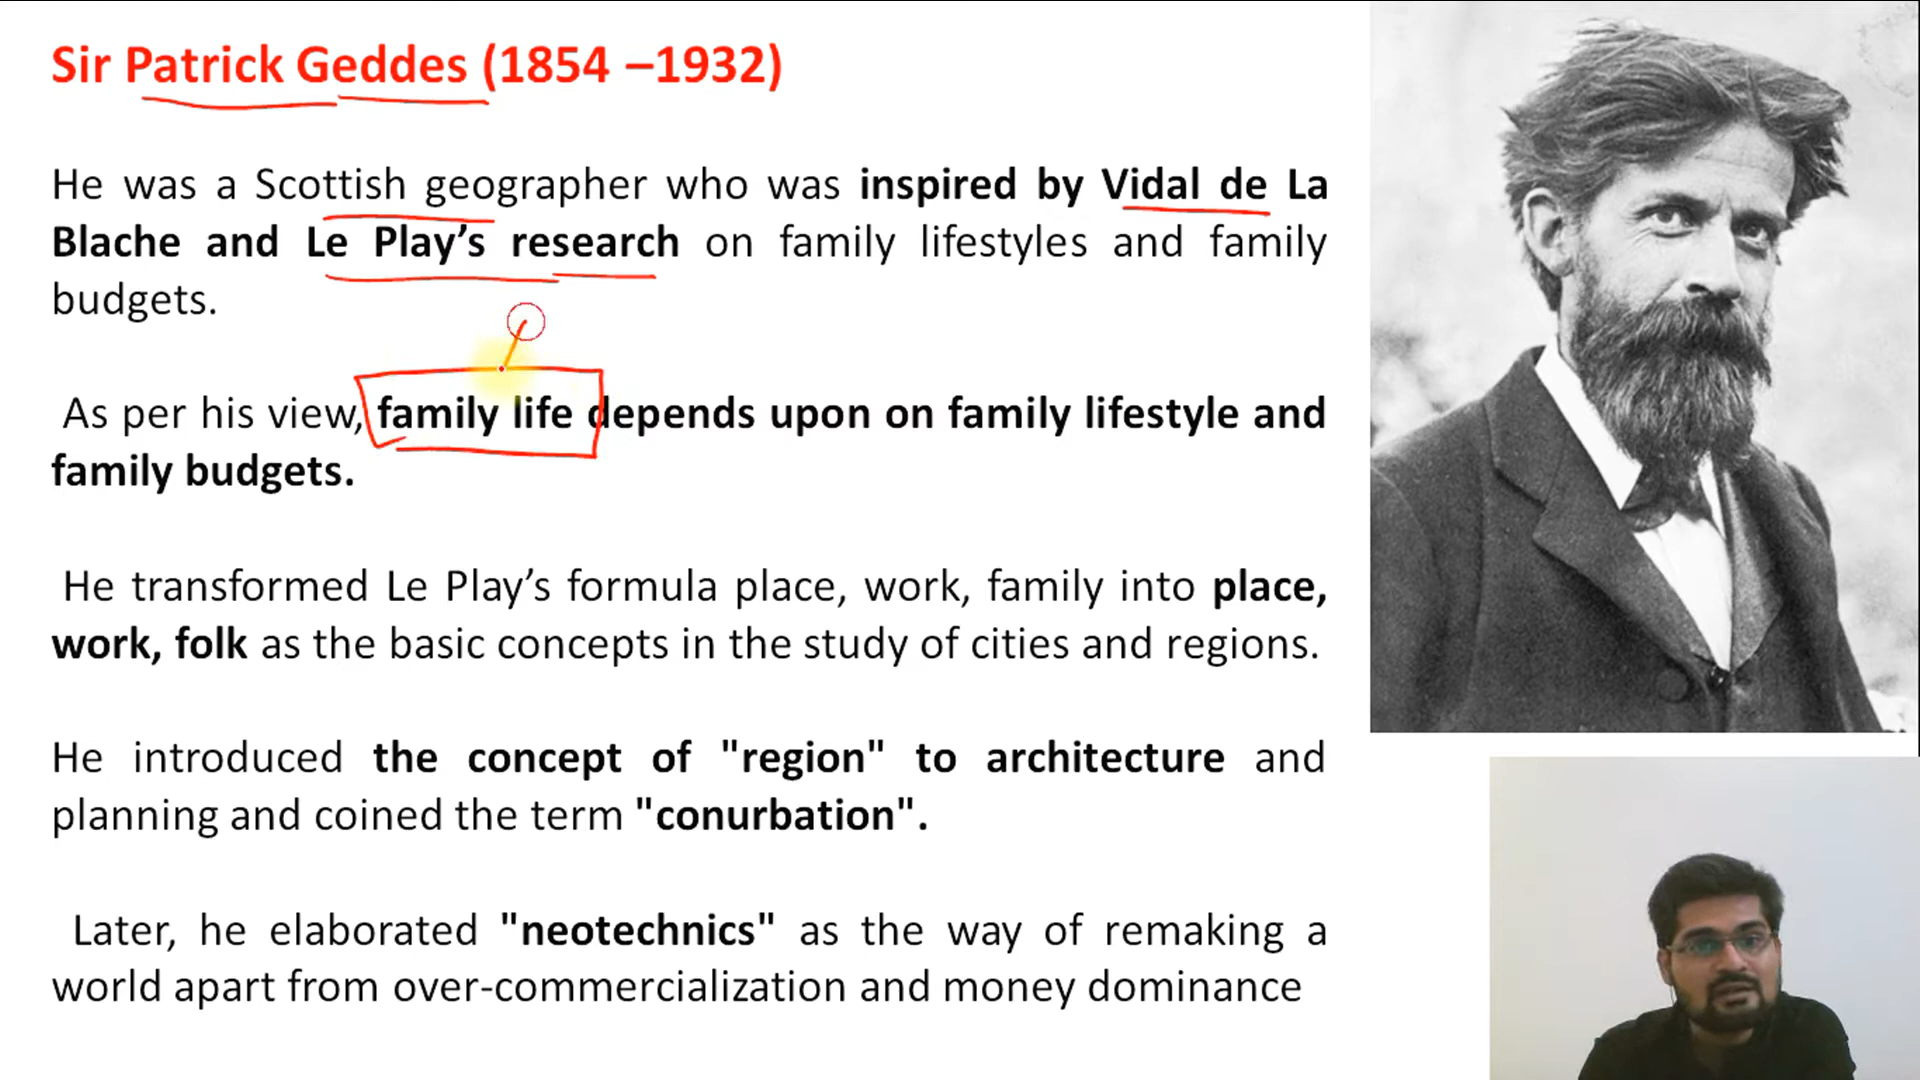 Sir Patrick Geddes (1854 –1932)
He was a Scottish geographer who was inspired by Vidal de La
Blache and Le Play’s research on family lifestyles and family
budgets.
As per his view, family life depends upon on family lifestyle and
family budgets.
He transformed Le Play’s formula place, work, family into place,
work, folk as the basic concepts in the study of cities and regions.
He introduced the concept of "region" to architecture and
planning and coined the term "conurbation".
Later, he elaborated "neotechnics" as the way of remaking a
world apart from over-commercialization and money dominance